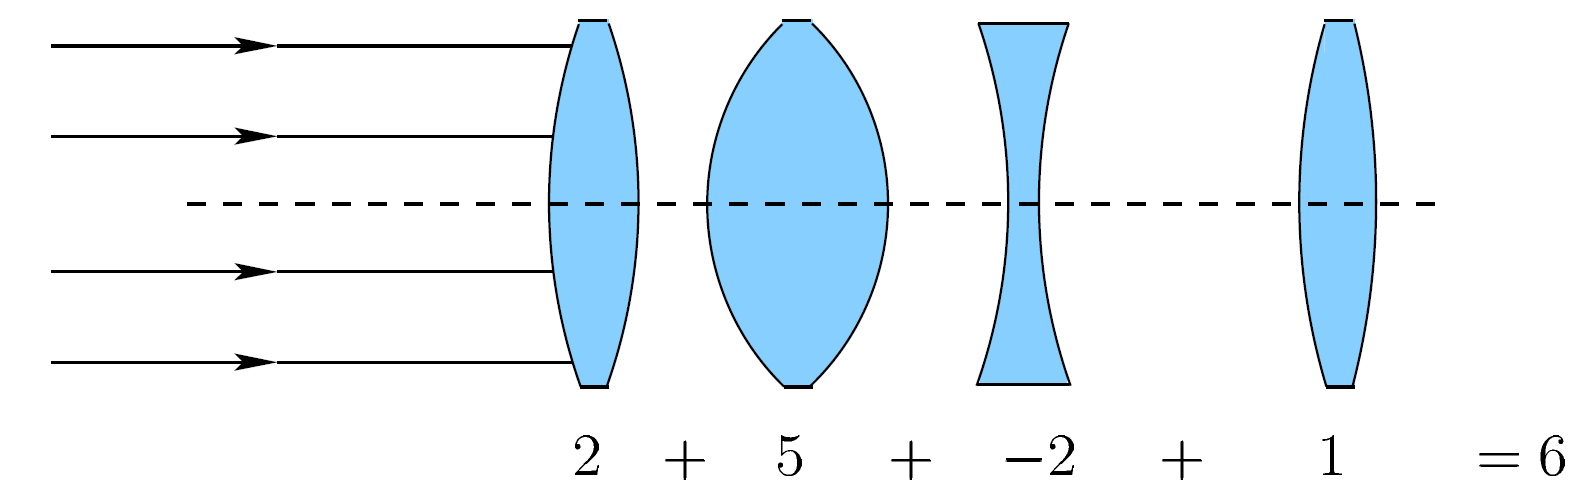 2 + 5 + −2 + 1 = 6